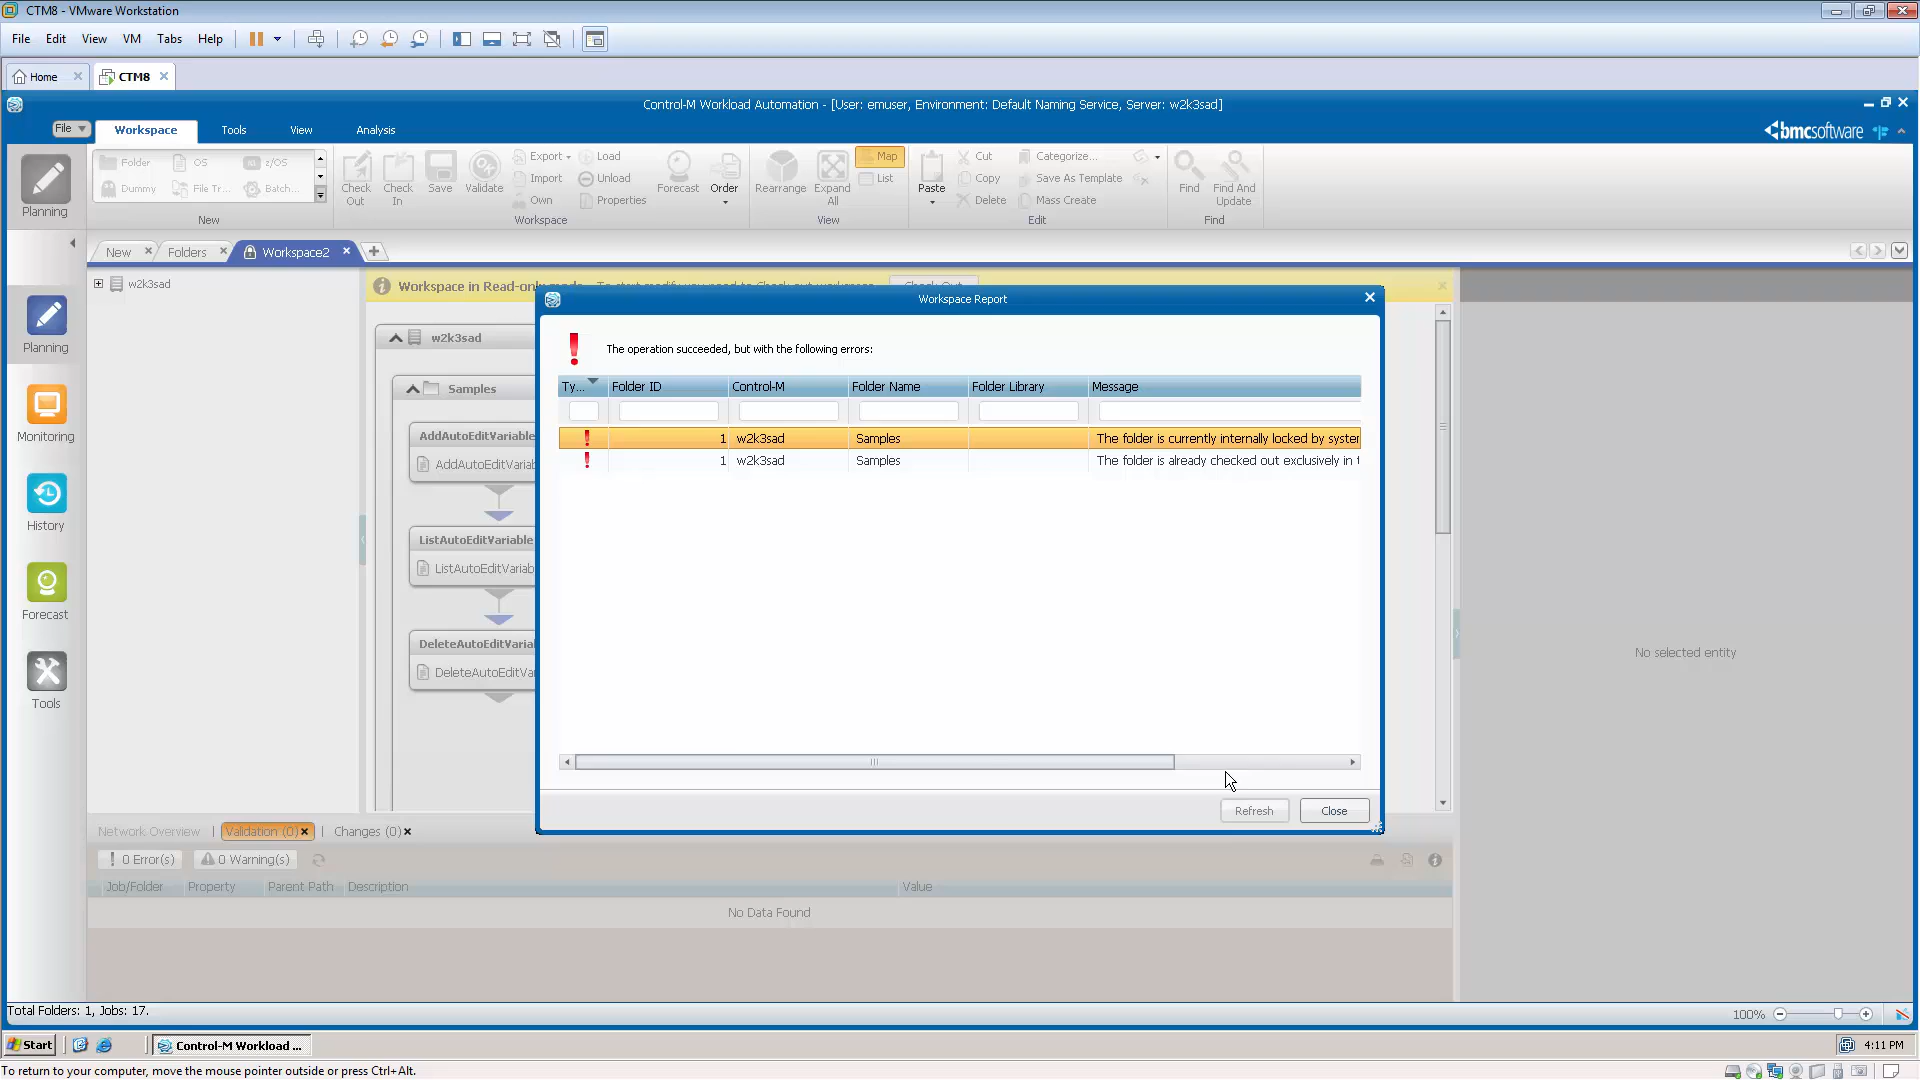 CTM8 - VMware Workstation
File Edit View VM Tabs Help
Home CTM8
Control-M Workload Automation - [User: emuser, Environment: Default Naming Service, Server: w2k3sad]
File Workspace Tools View Analysis
bmcsoftware
Planning
Folder OS z/OS
Dummy File Tr... Batch...
New
Check Out
Check In
Save
Validate
Export Load
Import Unload
Own Properties
Forecast
Order
Workspace
Rearrange
Expand All
Map
List
View
Paste
Cut Categorize...
Copy Save As Template
Delete Mass Create
Edit
Find
Find And Update
Find
New Folders Workspace2
w2k3sad
Planning
Monitoring
History
Forecast
Tools
w2k3sad
Samples
AddAutoEditVariable
AddAutoEditVariab
ListAutoEditVariable
ListAutoEditVariab
DeleteAutoEditVaria
DeleteAutoEditVa
Workspace Report
The operation succeeded, but with the following errors:
Ty... Folder ID Control-M Folder Name Folder Library Message
1 w2k3sad Samples The folder is currently internally locked by syster
1 w2k3sad Samples The folder is already checked out exclusively in t
Refresh Close
No selected entity
Network Overview Validation (0) Changes (0)
0 Error(s) 0 Warning(s)
Job/Folder Property Parent Path Description Value
No Data Found
Total Folders: 1, Jobs: 17.
100%
Start Control-M Workload ... 4:11 PM
To return to your computer, move the mouse pointer outside or press Ctrl+Alt.